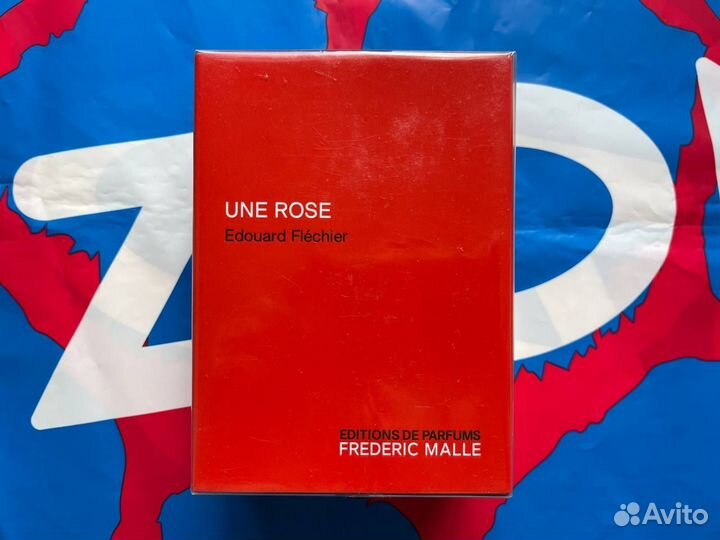 UNE ROSE
Edouard Fléchier
EDITIONS DE PARFUMS
FREDERIC MALLE
Avito